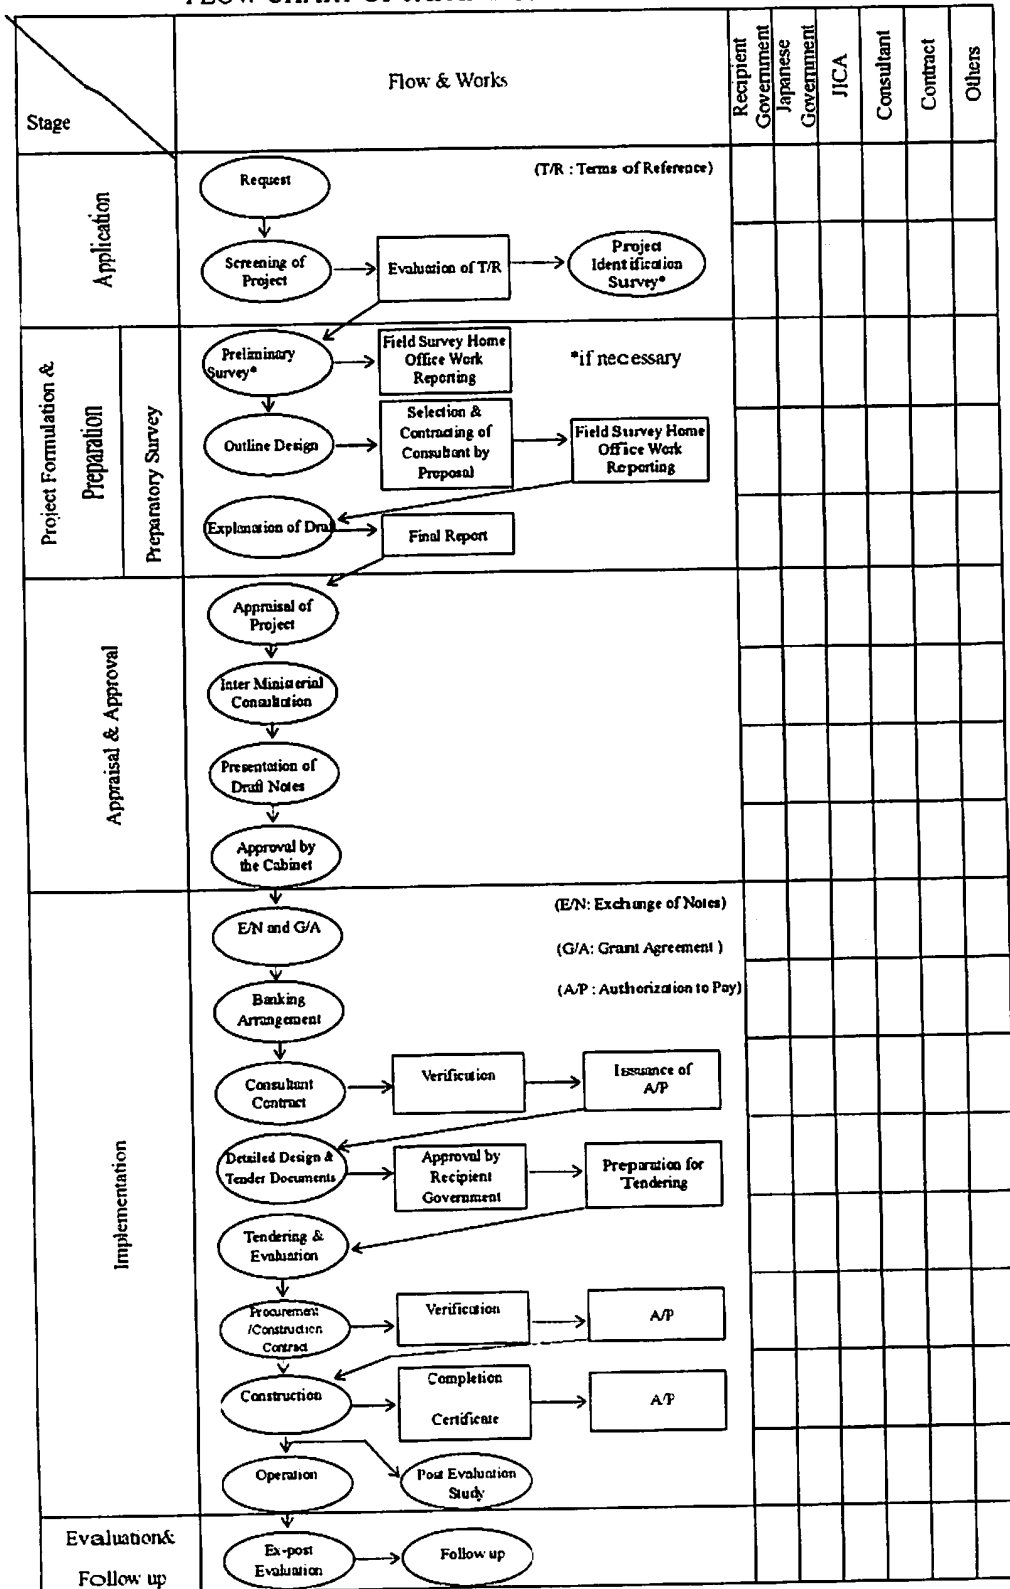 FLOW CHART OF
Stage
Flow & Works
Recipient
Government
Japanese
Government
JICA
Consultant
Contract
Others
Application
Request
(T/R : Terms of Reference)
Screening of
Project
Evaluation of T/R
Project
Identification
Survey*
Project Formulation &
Preparation
Preparatory Survey
Preliminary
Survey*
Field Survey Home
Office Work
Reporting
*if necessary
Outline Design
Selection &
Contracting of
Consultant by
Proposal
Field Survey Home
Office Work
Reporting
Explanation of Draft
Final Report
Appraisal & Approval
Appraisal of
Project
Inter Ministerial
Consultation
Presentation of
Draft Notes
Approval by
the Cabinet
Implementation
E/N and G/A
(E/N: Exchange of Notes)
(G/A: Grant Agreement )
(A/P : Authorization to Pay)
Banking
Arrangement
Consultant
Contract
Verification
Issuance of
A/P
Detailed Design &
Tender Documents
Approval by
Recipient
Government
Preparation for
Tendering
Tendering &
Evaluation
Procurement
/Construction
Contract
Verification
A/P
Construction
Completion
Certificate
A/P
Operation
Post Evaluation
Study
Evaluation&
Follow up
Ex-post
Evaluation
Follow up